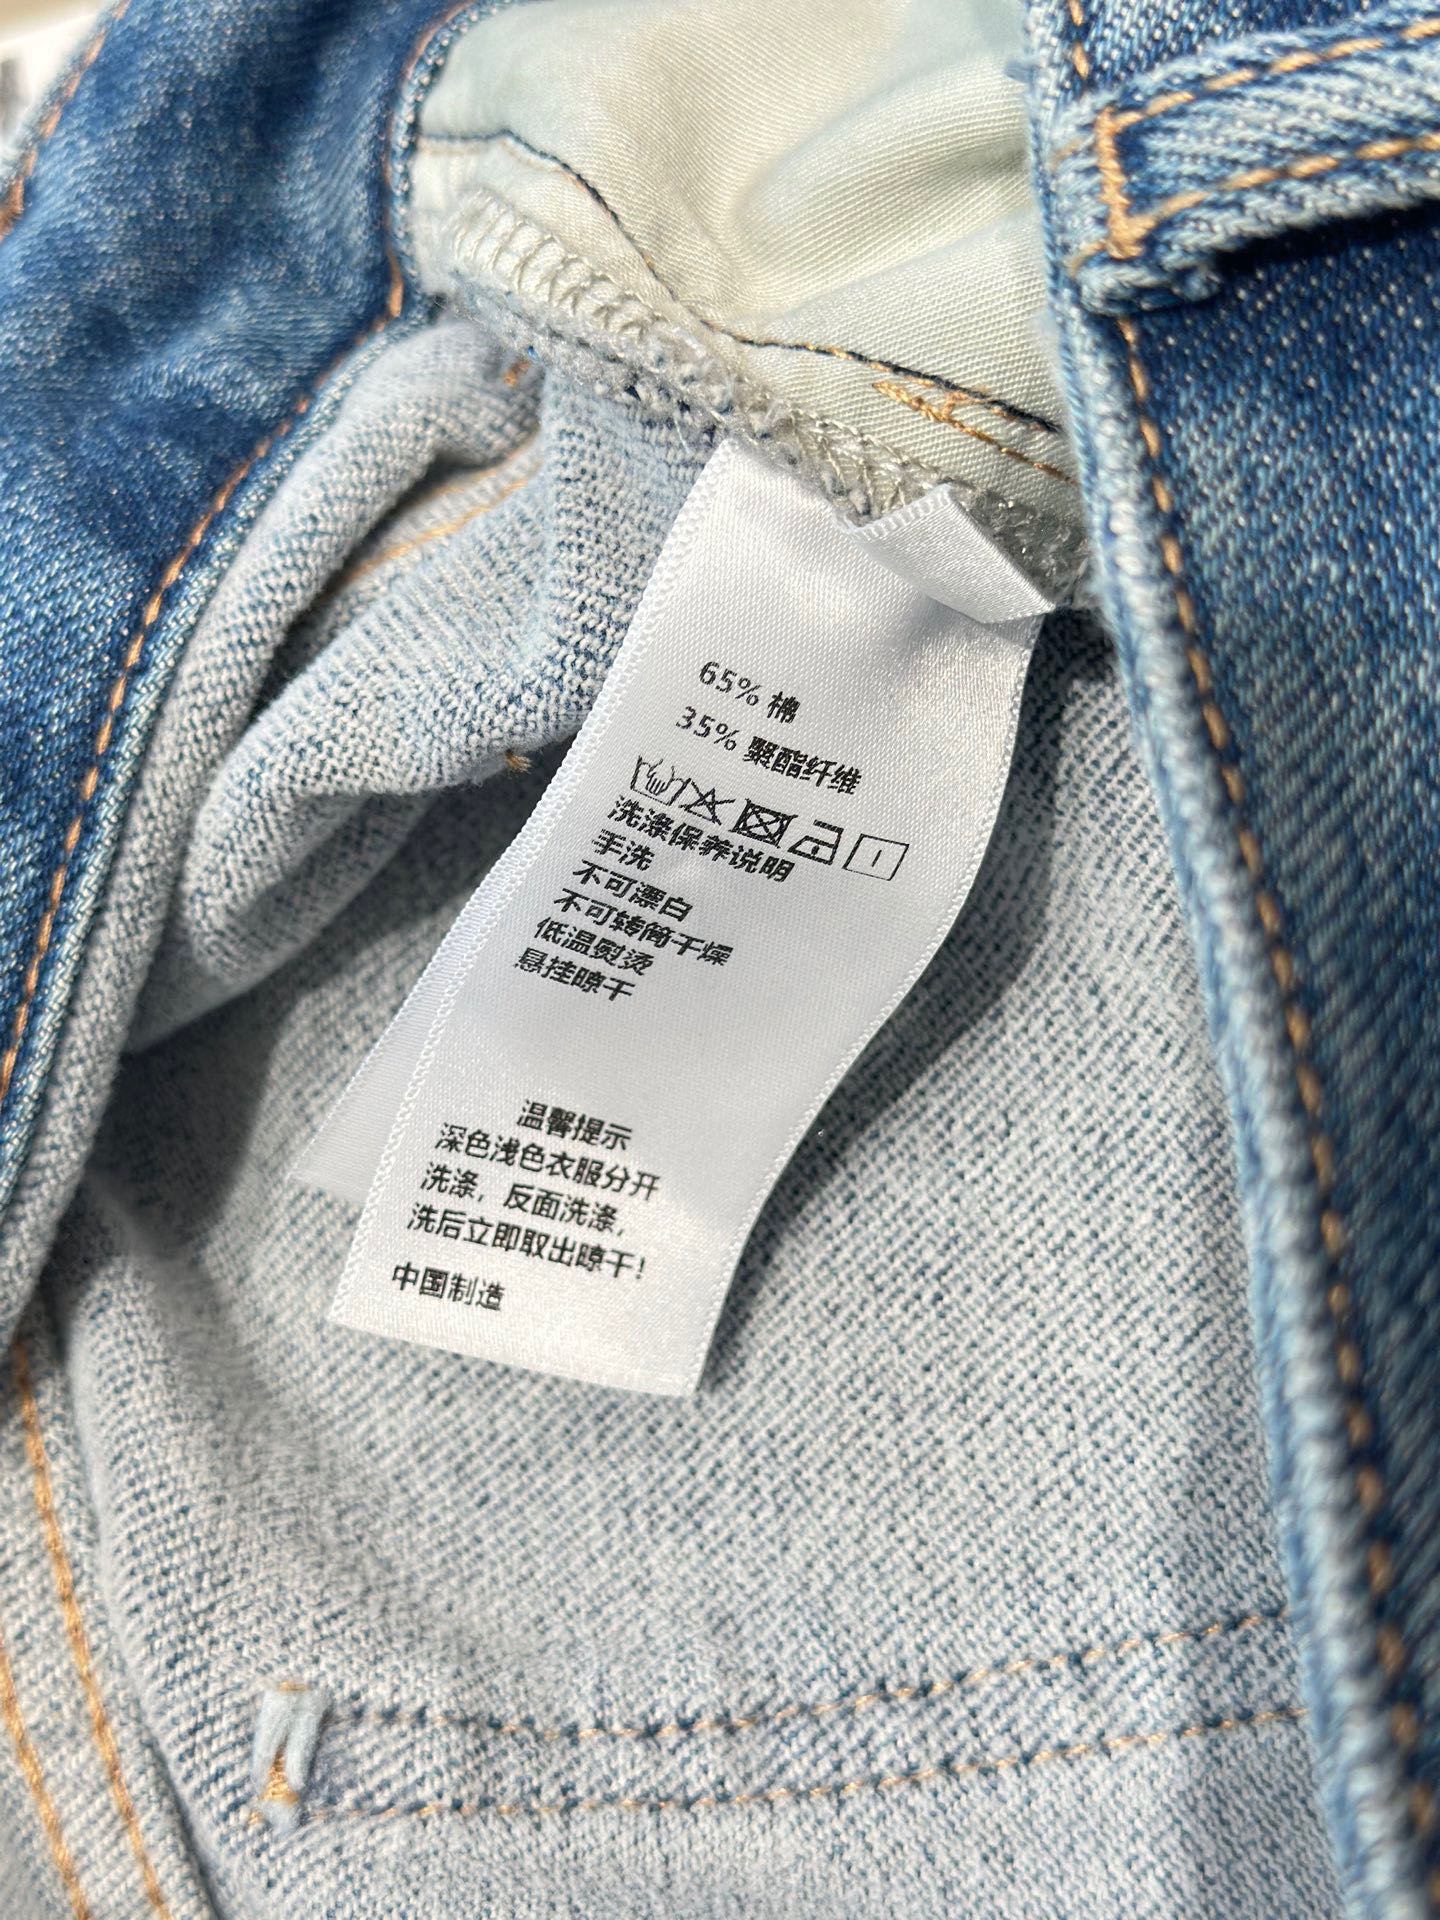 65% 棉
35% 聚酯纤维
洗涤保养说明
手洗
不可漂白
不可转筒干燥
低温熨烫
悬挂晾干
温馨提示
深色浅色衣服分开
洗涤，反面洗涤，
洗后立即取出晾干！
中国制造